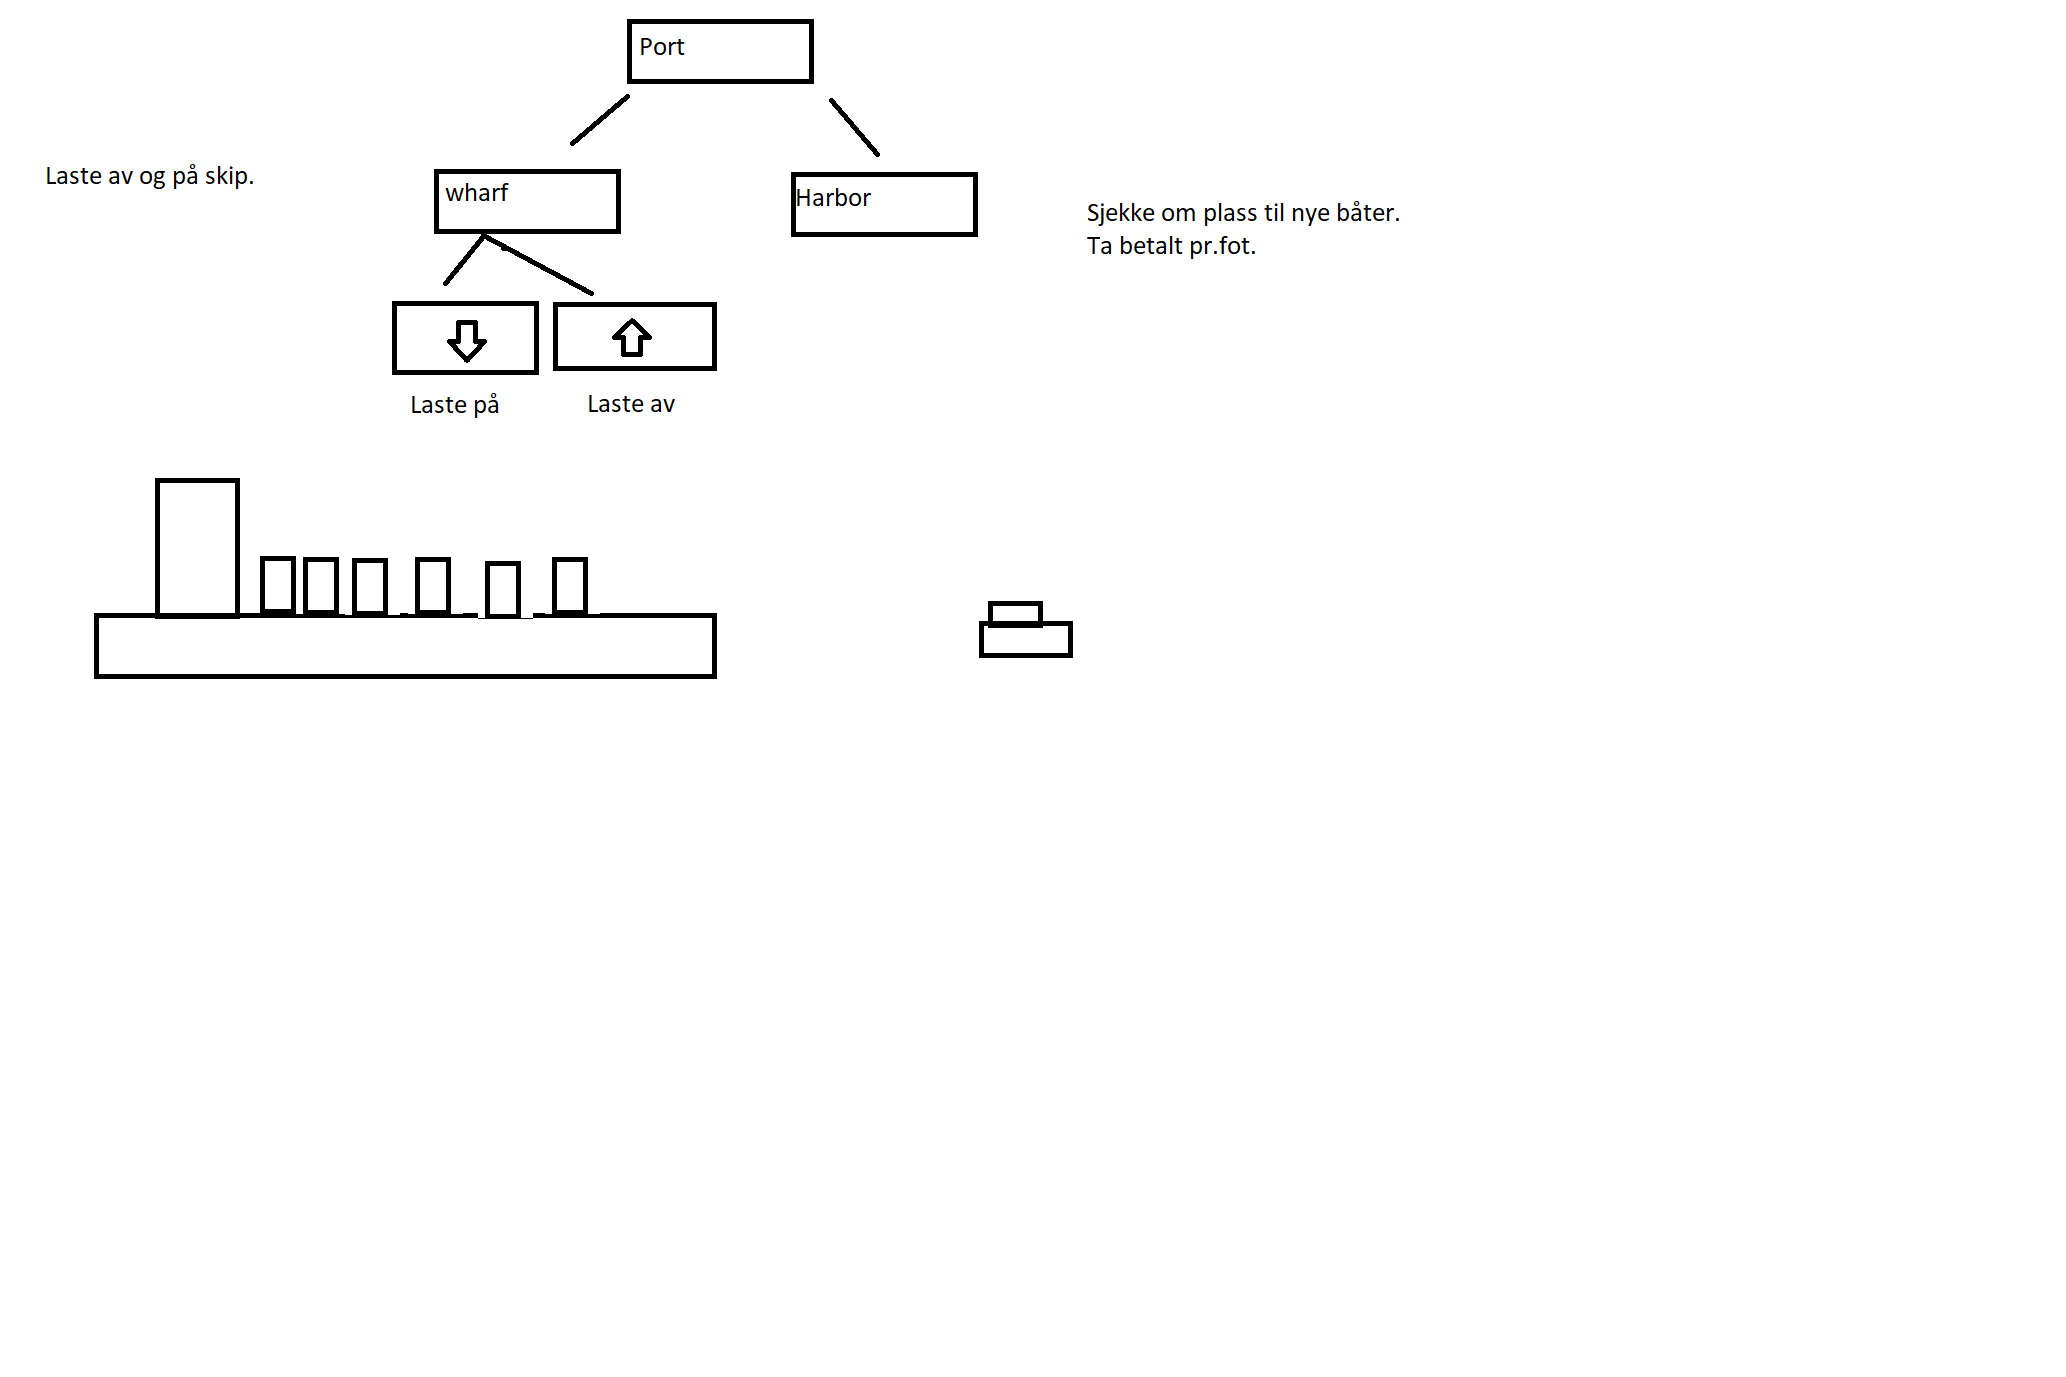 Port
Laste av og på skip.
wharf
Harbor
Sjekke om plass til nye båter.
Ta betalt pr.fot.
Laste på
Laste av